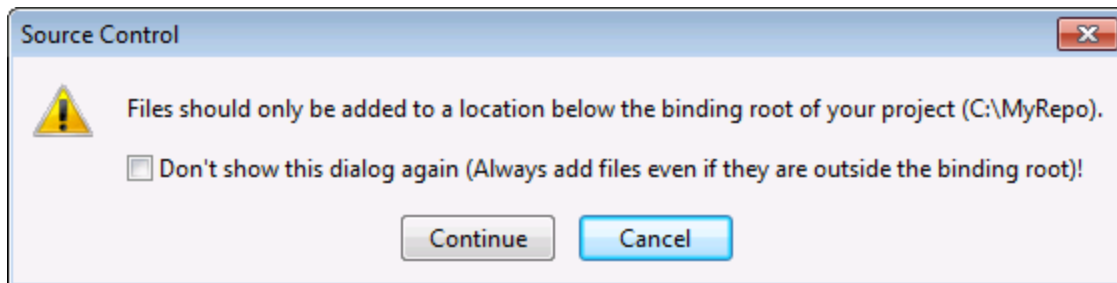 Source Control
Files should only be added to a location below the binding root of your project (C:\MyRepo).
Don't show this dialog again (Always add files even if they are outside the binding root)!
Continue
Cancel